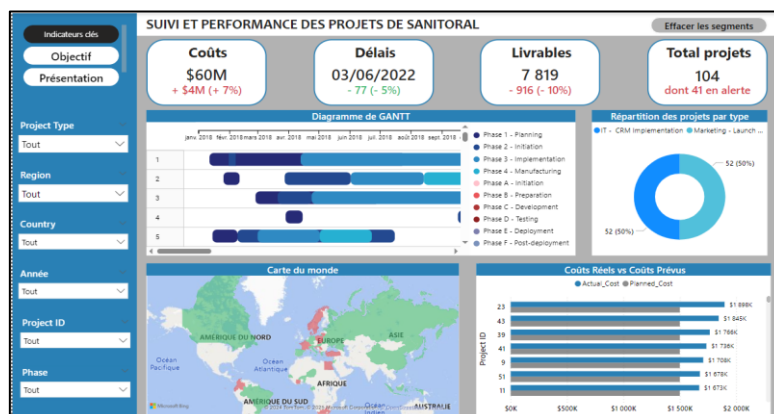 SUIVI ET PERFORMANCE DES PROJETS DE SANITORAL
Effacer les segments
Indicateurs clés
Objectif
Présentation
Coûts
$60M
+ $4M (+ 7%)
Délais
03/06/2022
- 77 (- 5%)
Livrables
7 819
- 916 (- 10%)
Total projets
104
dont 41 en alerte
Project Type
Tout
Region
Tout
Country
Tout
Année
Tout
Project ID
Tout
Phase
Tout
Diagramme de GANTT
janv. 2018 févr. 2018 mars 2018 avr. 2018 mai 2018 juin 2018 juil. 2018 août 2018 sept. 2018
1
2
3
4
5
Phase 1 - Planning
Phase 2 - Initiation
Phase 3 - Implementation
Phase 4 - Manufacturing
Phase A - Initiation
Phase B - Preparation
Phase C - Development
Phase D - Testing
Phase E - Deployment
Phase F - Post-deployment
Répartition des projets par type
IT - CRM Implementation Marketing - Launch ...
52 (50%)
52 (50%)
Carte du monde
AMÉRIQUE DU NORD
EUROPE
ASIE
Océan
Pacifique
Océan
Atlantique
AFRIQUE
AMÉRIQUE DU SUD
Océan
AUSTRALIE
Microsoft Bing
Coûts Réels vs Coûts Prévus
Actual_Cost Planned_Cost
Project ID
23 $1 898K
43 $1 845K
39 $1 766K
41 $1 736K
9 $1 708K
51 $1 678K
11 $1 673K
$0K $500K $1 000K $1 500K $2 000K